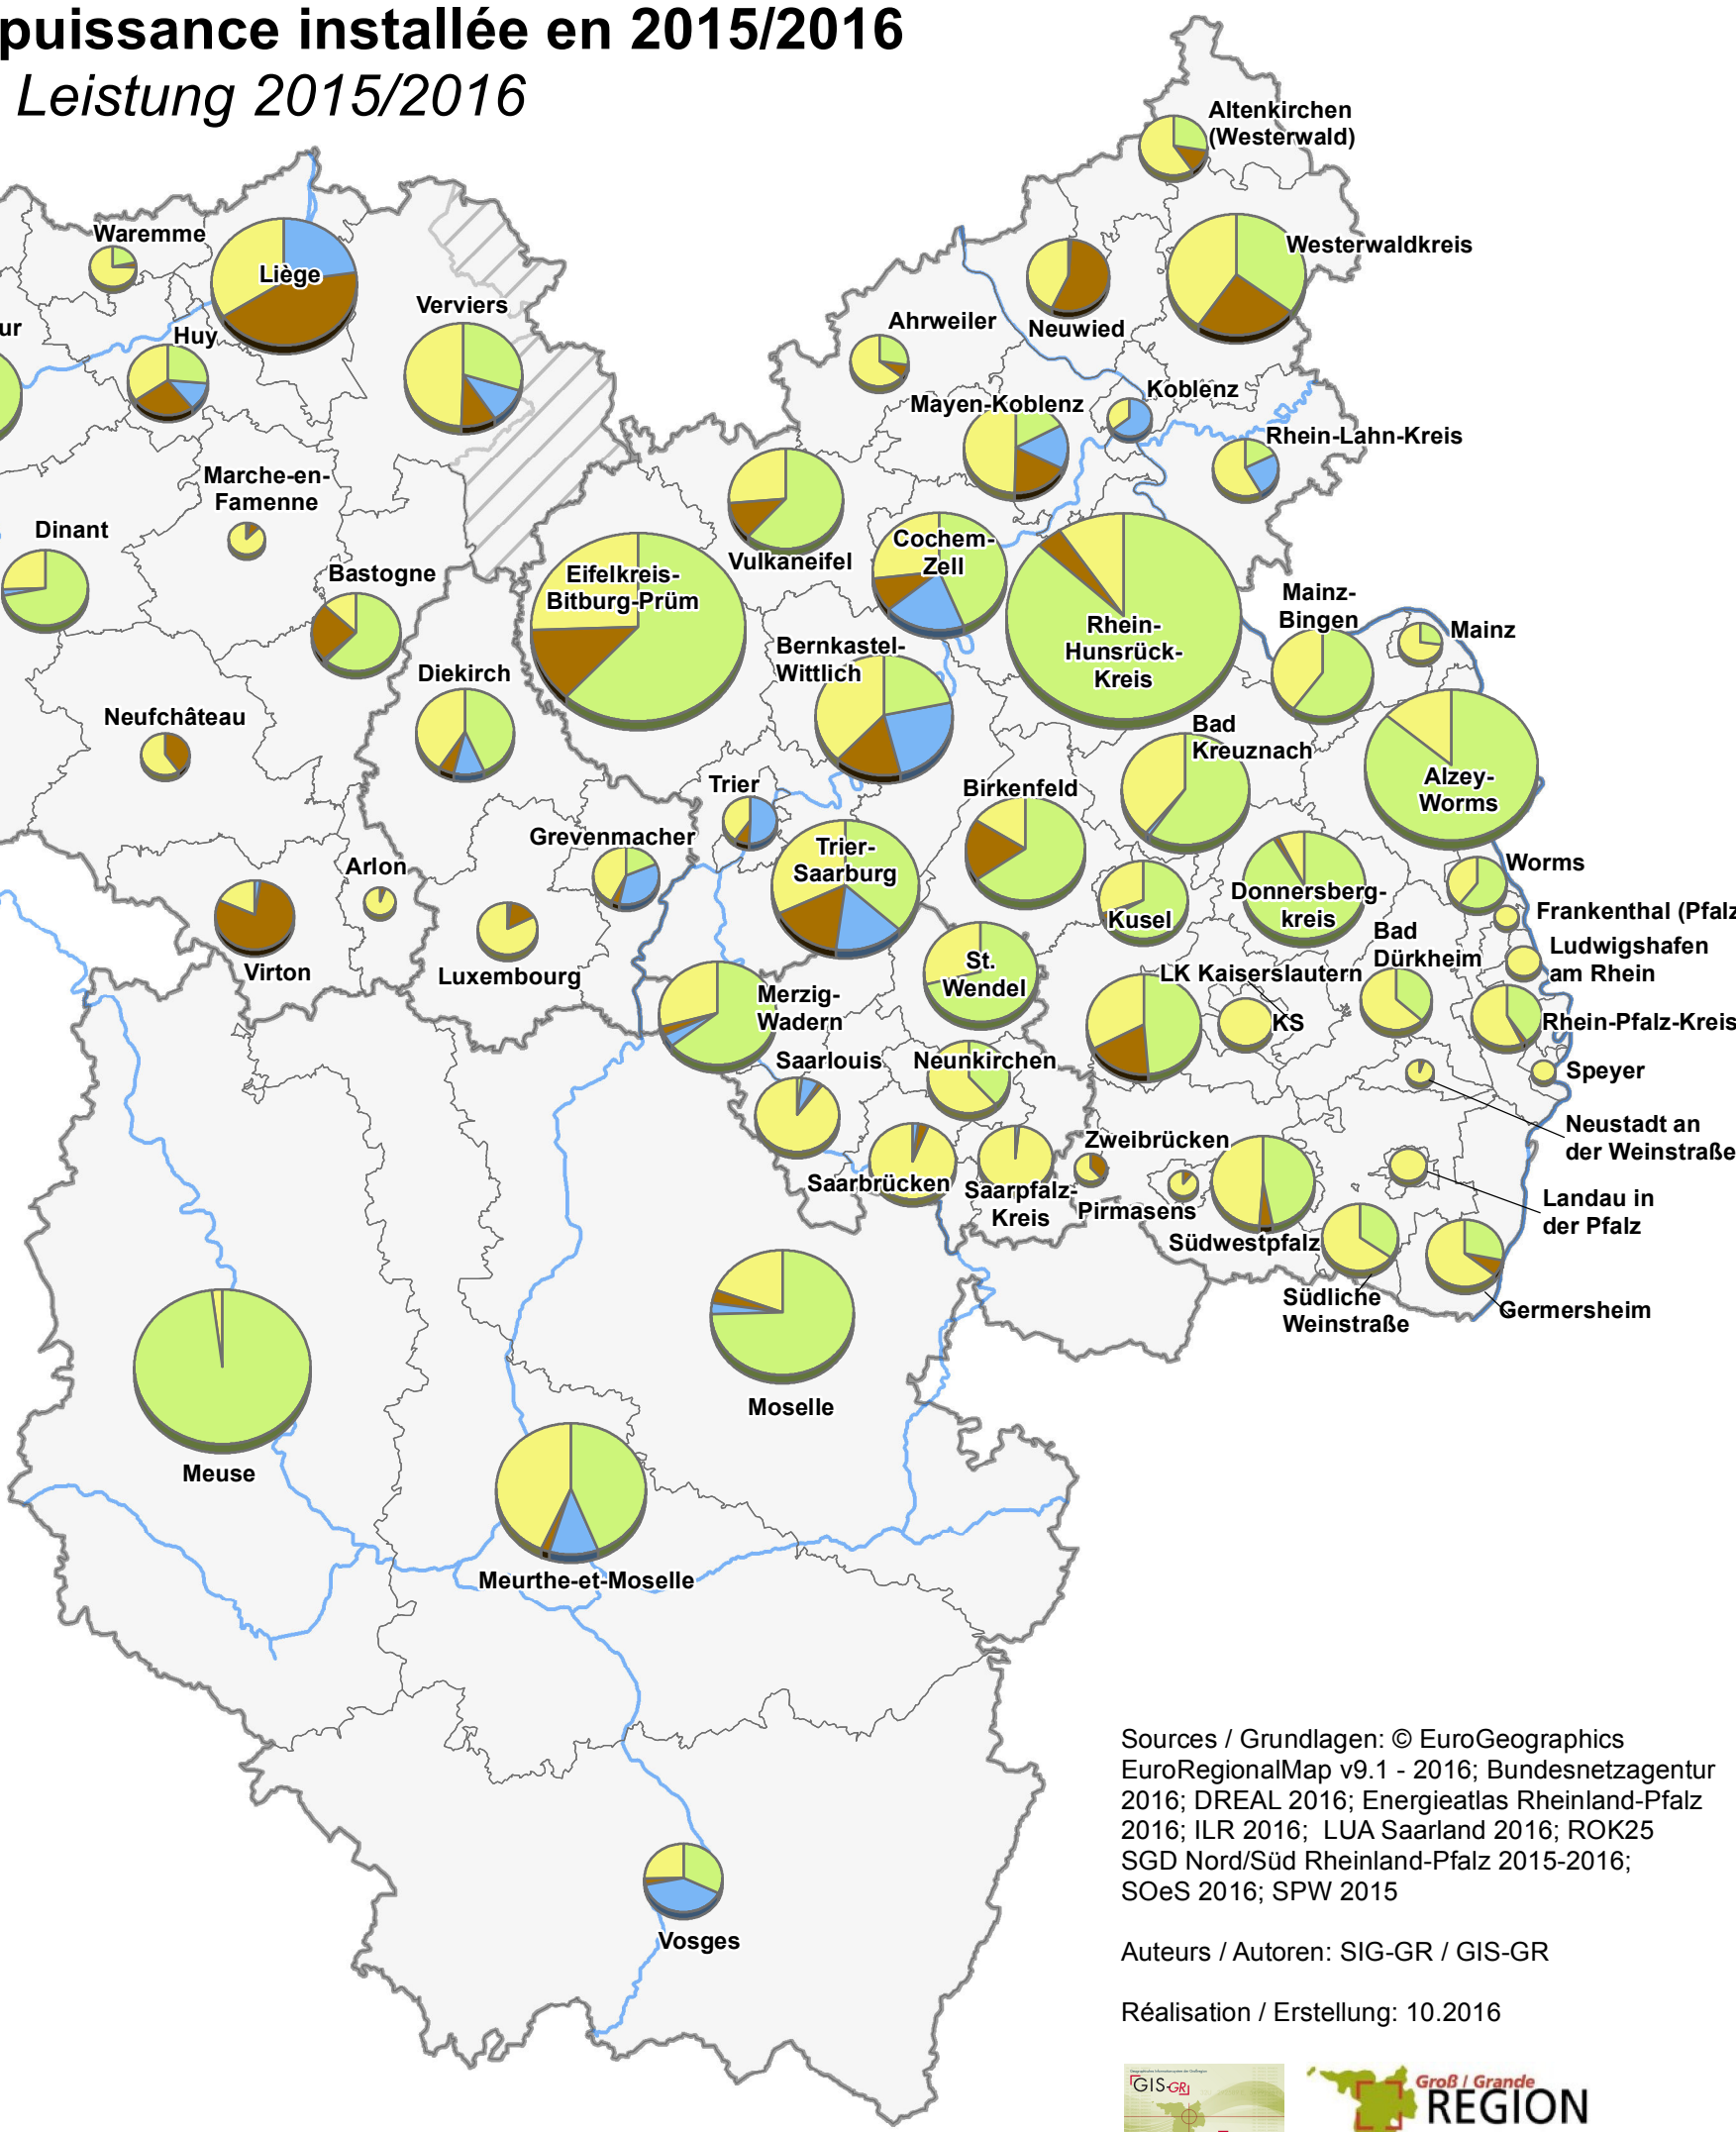 puissance installée en 2015/2016
Leistung 2015/2016
Altenkirchen
(Westerwald)
Waremme
Liège
Westerwaldkreis
Verviers
ur
Huy
Ahrweiler
Neuwied
Koblenz
Mayen-Koblenz
Rhein-Lahn-Kreis
Marche-en-
Famenne
Dinant
Vulkaneifel
Cochem-
Zell
Bastogne
Eifelkreis-
Bitburg-Prüm
Mainz-
Bingen
Mainz
Rhein-
Hunsrück-
Kreis
Bernkastel-
Wittlich
Diekirch
Neufchâteau
Bad
Kreuznach
Trier
Birkenfeld
Alzey-
Worms
Grevenmacher
Trier-
Saarburg
Arlon
Worms
Kusel
Donnersberg-
kreis
Frankenthal (Pfalz
Bad
Dürkheim
Ludwigshafen
am Rhein
Virton
Luxembourg
St.
Wendel
LK Kaiserslautern
Merzig-
Wadern
KS
Rhein-Pfalz-Kreis
Saarlouis
Neunkirchen
Speyer
Neustadt an
der Weinstraße
Zweibrücken
Saarbrücken
Saarpfalz-
Kreis
Pirmasens
Landau in
der Pfalz
Südwestpfalz
Südliche
Weinstraße
Germersheim
Moselle
Meuse
Meurthe-et-Moselle
Vosges
Sources / Grundlagen: © EuroGeographics
EuroRegionalMap v9.1 - 2016; Bundesnetzagentur
2016; DREAL 2016; Energieatlas Rheinland-Pfalz
2016; ILR 2016; LUA Saarland 2016; ROK25
SGD Nord/Süd Rheinland-Pfalz 2015-2016;
SOeS 2016; SPW 2015
Auteurs / Autoren: SIG-GR / GIS-GR
Réalisation / Erstellung: 10.2016
GIS-GR
Groß / Grande
REGION